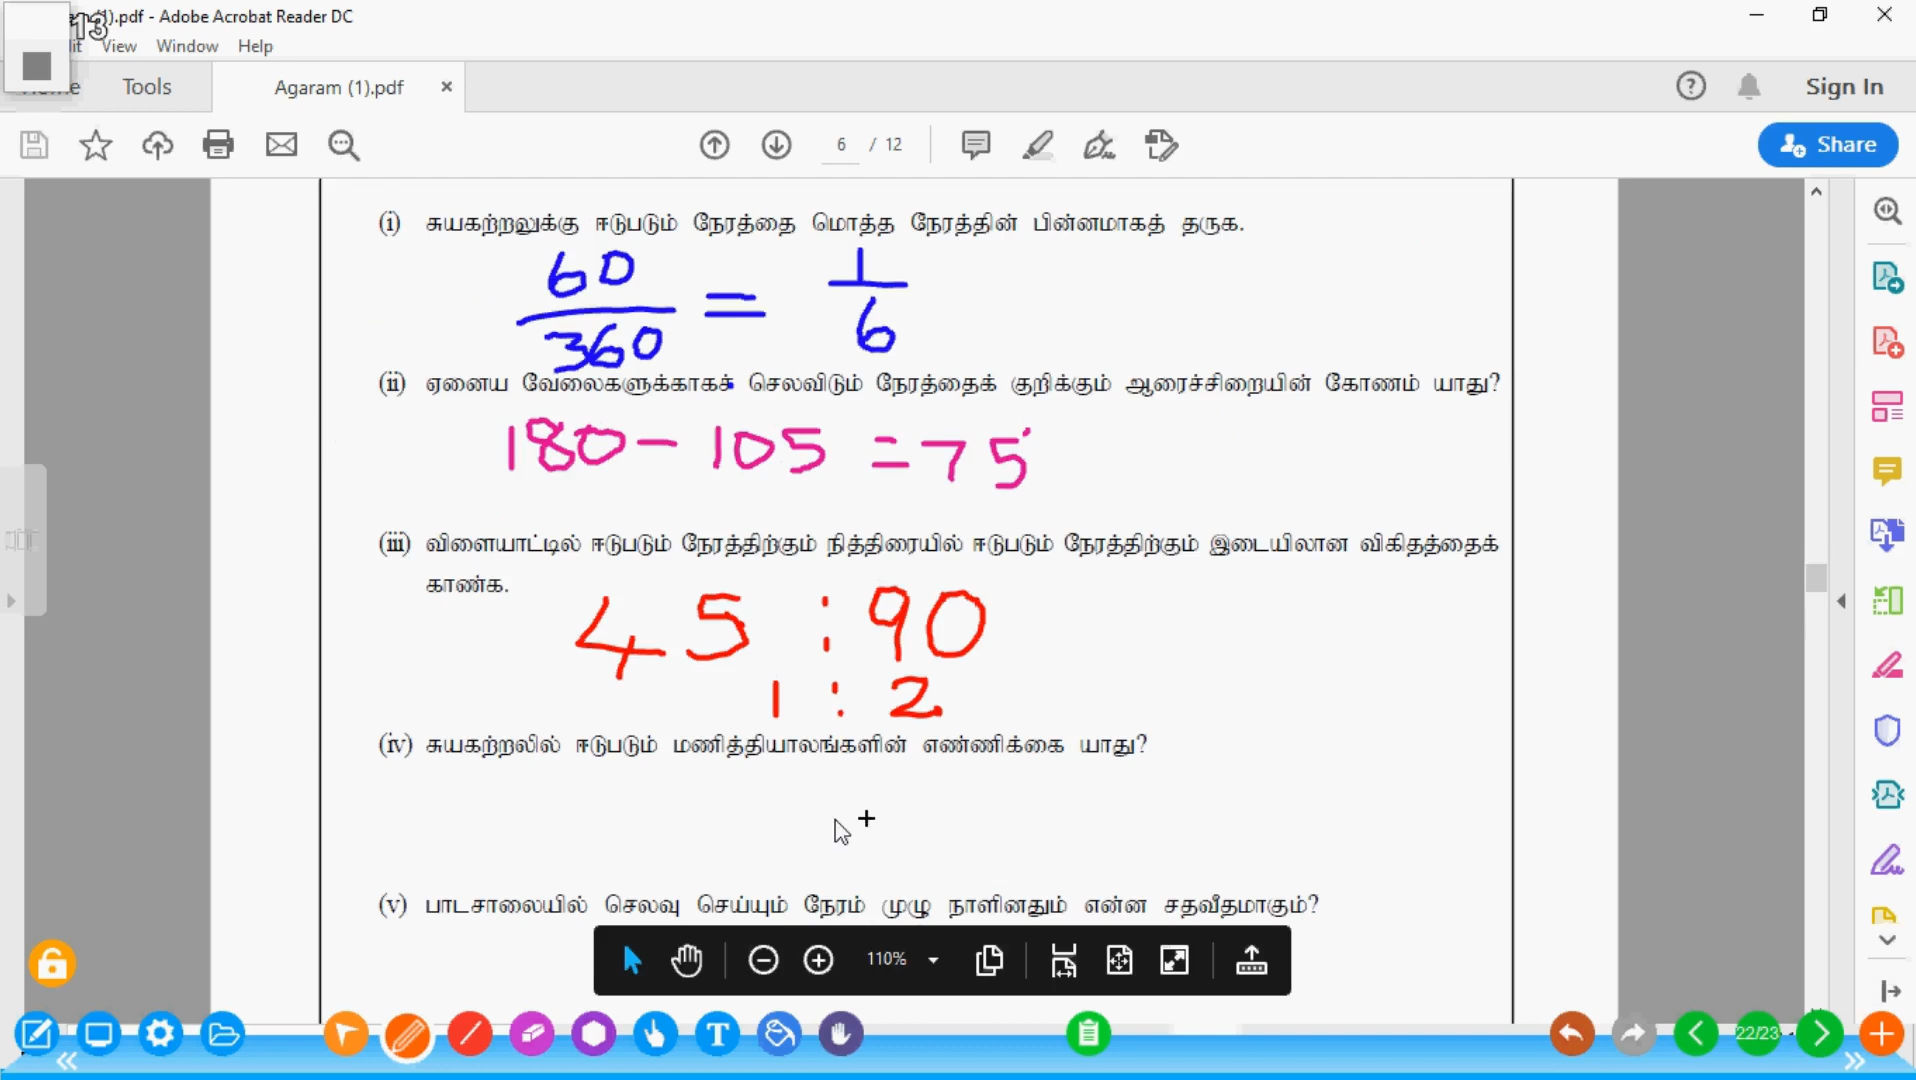 13
(1).pdf - Adobe Acrobat Reader DC
View Window Help
Tools
Agaram (1).pdf
Sign In
6 / 12
Share
(i) சுயகற்றலுக்கு ஈடுபடும் நேரத்தை மொத்த நேரத்தின் பின்னமாகத் தருக.
60/360 = 1/6
(ii) ஏனைய வேலைகளுக்காகச் செலவிடும் நேரத்தைக் குறிக்கும் ஆரைச்சிறையின் கோணம் யாது?
180 - 105 = 75
(iii) விளையாட்டில் ஈடுபடும் நேரத்திற்கும் நித்திரையில் ஈடுபடும் நேரத்திற்கும் இடையிலான விகிதத்தைக்
காண்க.
45 : 90
1 : 2
(iv) சுயகற்றலில் ஈடுபடும் மணித்தியாலங்களின் எண்ணிக்கை யாது?
(v) பாடசாலையில் செலவு செய்யும் நேரம் முழு நாளினதும் என்ன சதவீதமாகும்?
110%
22/23